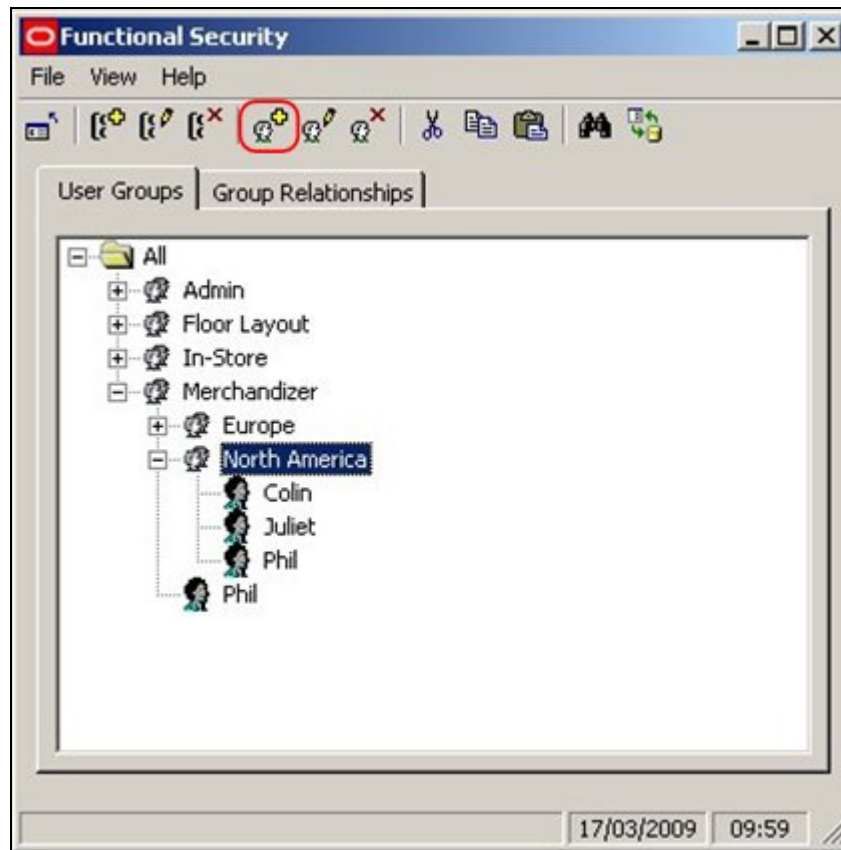 Functional Security
File View Help
User Groups Group Relationships
All
Admin
Floor Layout
In-Store
Merchandizer
Europe
North America
Colin
Juliet
Phil
Phil
17/03/2009 09:59